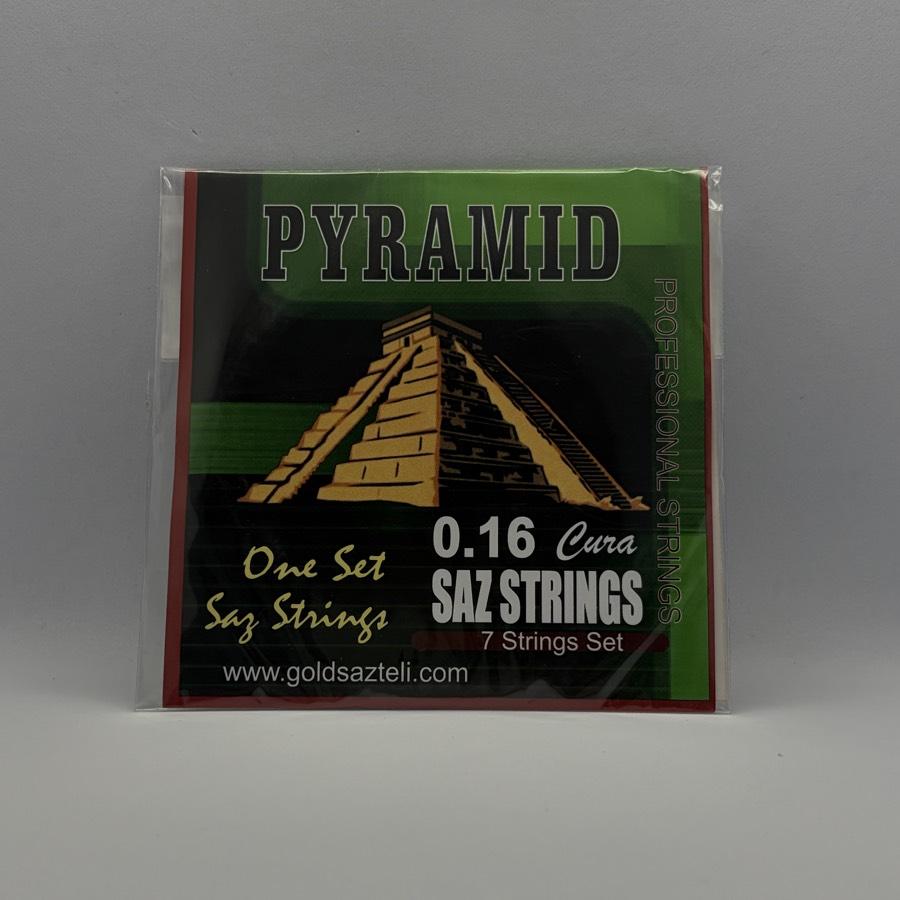 PYRAMID
PROFESSIONAL STRINGS
0.16 Cura
SAZ STRINGS
7 Strings Set
One Set
Saz Strings
www.goldsazteli.com